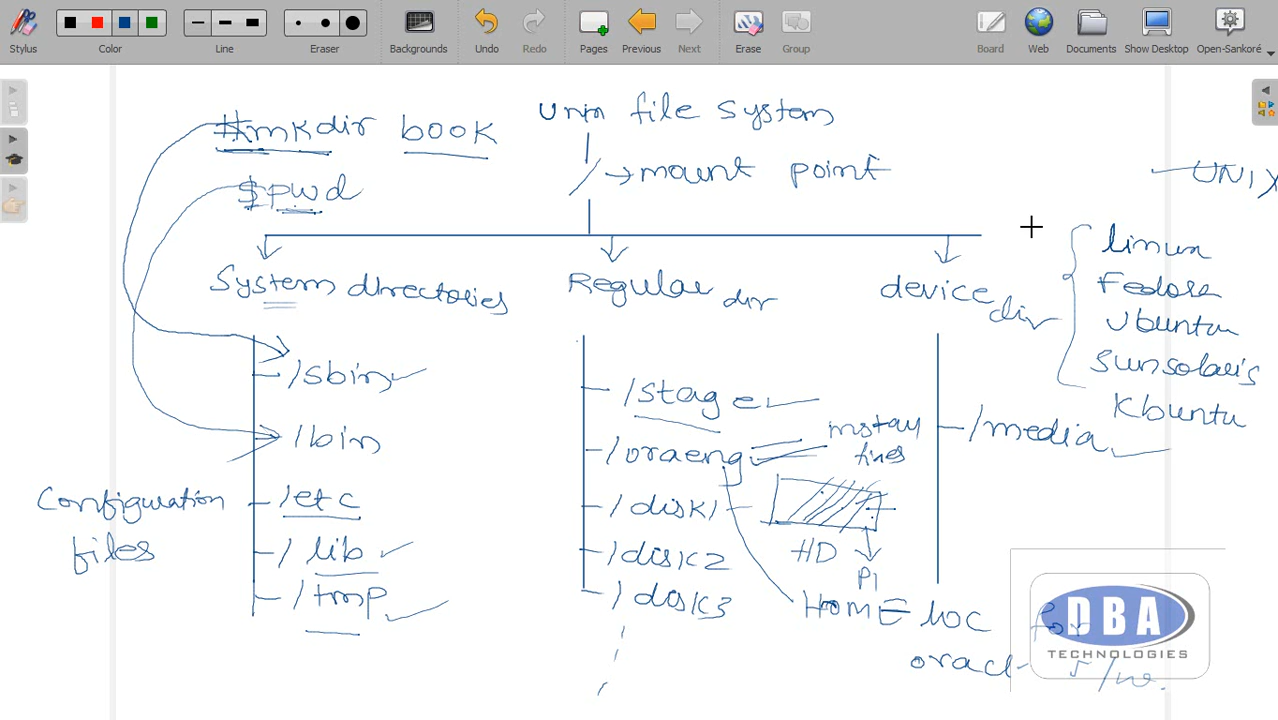 Stylus
Color
Line
Eraser
Backgrounds
Undo
Redo
Pages
Previous
Next
Erase
Group
Board
Web
Documents
Show Desktop
Open-Sankoré
#mkdir book
Unix file system
$pwd
/ → mount point
UNIX
System directories
Regular dir
device dir
linux
Fedora
Ubuntu
Sunsolaris
Kbuntu
/sbin
/bin
/etc
Configuration
files
/lib
/tmp
/stage
/oraeng
/disk1
/disk2
/disk3
HD
P1
HOME loc for
oracle s/w.
/media
DBA
TECHNOLOGIES